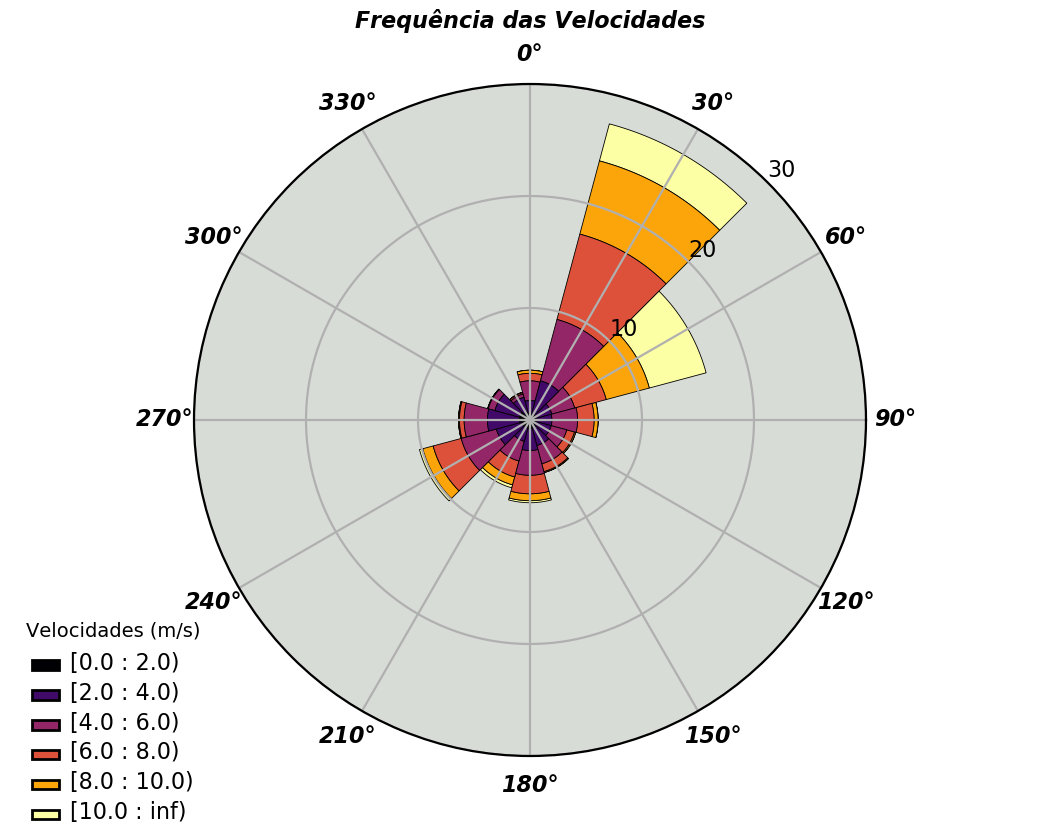 Frequência das Velocidades
0°
330°
30°
30
300°
60°
20
10
270°
90°
240°
120°
Velocidades (m/s)
[0.0 : 2.0)
[2.0 : 4.0)
[4.0 : 6.0)
[6.0 : 8.0)
[8.0 : 10.0)
[10.0 : inf)
210°
150°
180°